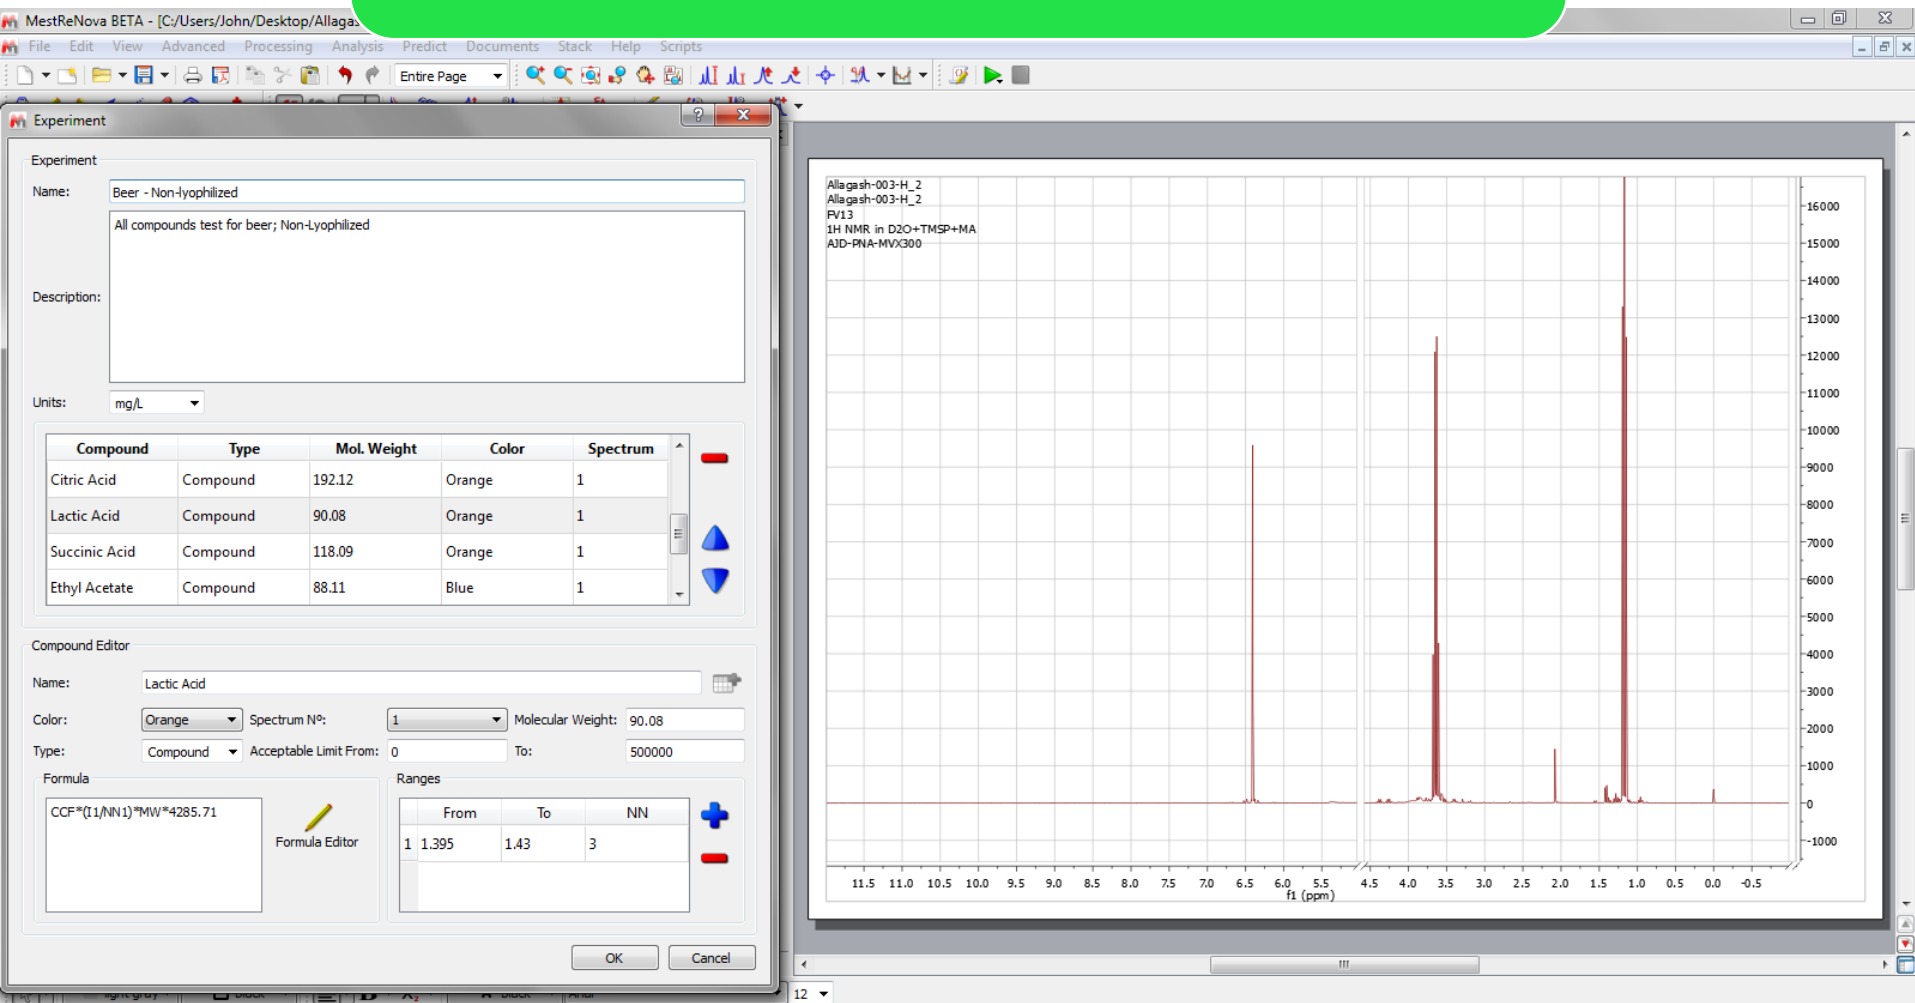 MestReNova BETA - [C:/Users/John/Desktop/Allagas
File Edit View Advanced Processing Analysis Predict Documents Stack Help Scripts
Entire Page
Experiment
Experiment
Name: Beer - Non-lyophilized
All compounds test for beer; Non-Lyophilized
Description:
Units: mg/L
Compound Type Mol. Weight Color Spectrum
Citric Acid Compound 192.12 Orange 1
Lactic Acid Compound 90.08 Orange 1
Succinic Acid Compound 118.09 Orange 1
Ethyl Acetate Compound 88.11 Blue 1
Compound Editor
Name: Lactic Acid
Color: Orange Spectrum Nº: 1 Molecular Weight: 90.08
Type: Compound Acceptable Limit From: 0 To: 500000
Formula
CCF*(I1/NN1)*MW*4285.71
Formula Editor
Ranges
From To NN
1 1.395 1.43 3
OK Cancel
Allagash-003-H_2
Allagash-003-H_2
FV13
1H NMR in D2O+TMSP+MA
AJD-PNA-MVX300
16000
15000
14000
13000
12000
11000
10000
9000
8000
7000
6000
5000
4000
3000
2000
1000
0
-1000
11.5 11.0 10.5 10.0 9.5 9.0 8.5 8.0 7.5 7.0 6.5 6.0 5.5 4.5 4.0 3.5 3.0 2.5 2.0 1.5 1.0 0.5 0.0 -0.5
f1 (ppm)
12